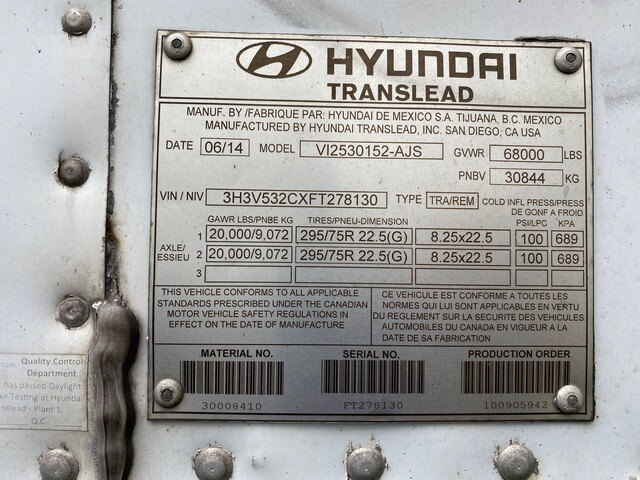 HYUNDAI
TRANSLEAD
MANUF. BY /FABRIQUE PAR: HYUNDAI DE MEXICO S.A. TIJUANA, B.C. MEXICO
MANUFACTURED BY HYUNDAI TRANSLEAD, INC. SAN DIEGO, CA USA
DATE 06/14 MODEL VI2530152-AJS GVWR 68000 LBS
PNBV 30844 KG
VIN / NIV 3H3V532CXFT278130 TYPE TRA/REM COLD INFL PRESS/PRESS DE GONF A FROID
GAWR LBS/PNBE KG TIRES/PNEU-DIMENSION PSI/LPC KPA
AXLE/ ESSIEU
1 20,000/9,072 295/75R 22.5(G) 8.25x22.5 100 689
2 20,000/9,072 295/75R 22.5(G) 8.25x22.5 100 689
3
THIS VEHICLE CONFORMS TO ALL APPLICABLE
STANDARDS PRESCRIBED UNDER THE CANADIAN
MOTOR VEHICLE SAFETY REGULATIONS IN
EFFECT ON THE DATE OF MANUFACTURE
CE VEHICULE EST CONFORME A TOUTES LES
NORMES QUI LUI SONT APPLICABLES EN VERTU
DU REGLEMENT SUR LA SECURITE DES VEHICULES
AUTOMOBILES DU CANADA EN VIGUEUR A LA
DATE DE SA FABRICATION
MATERIAL NO. SERIAL NO. PRODUCTION ORDER
30008410 FT278130 100905942
Quality Control
Department
has passed Daylight
Testing at Hyundai
Plant 1
Q.C.